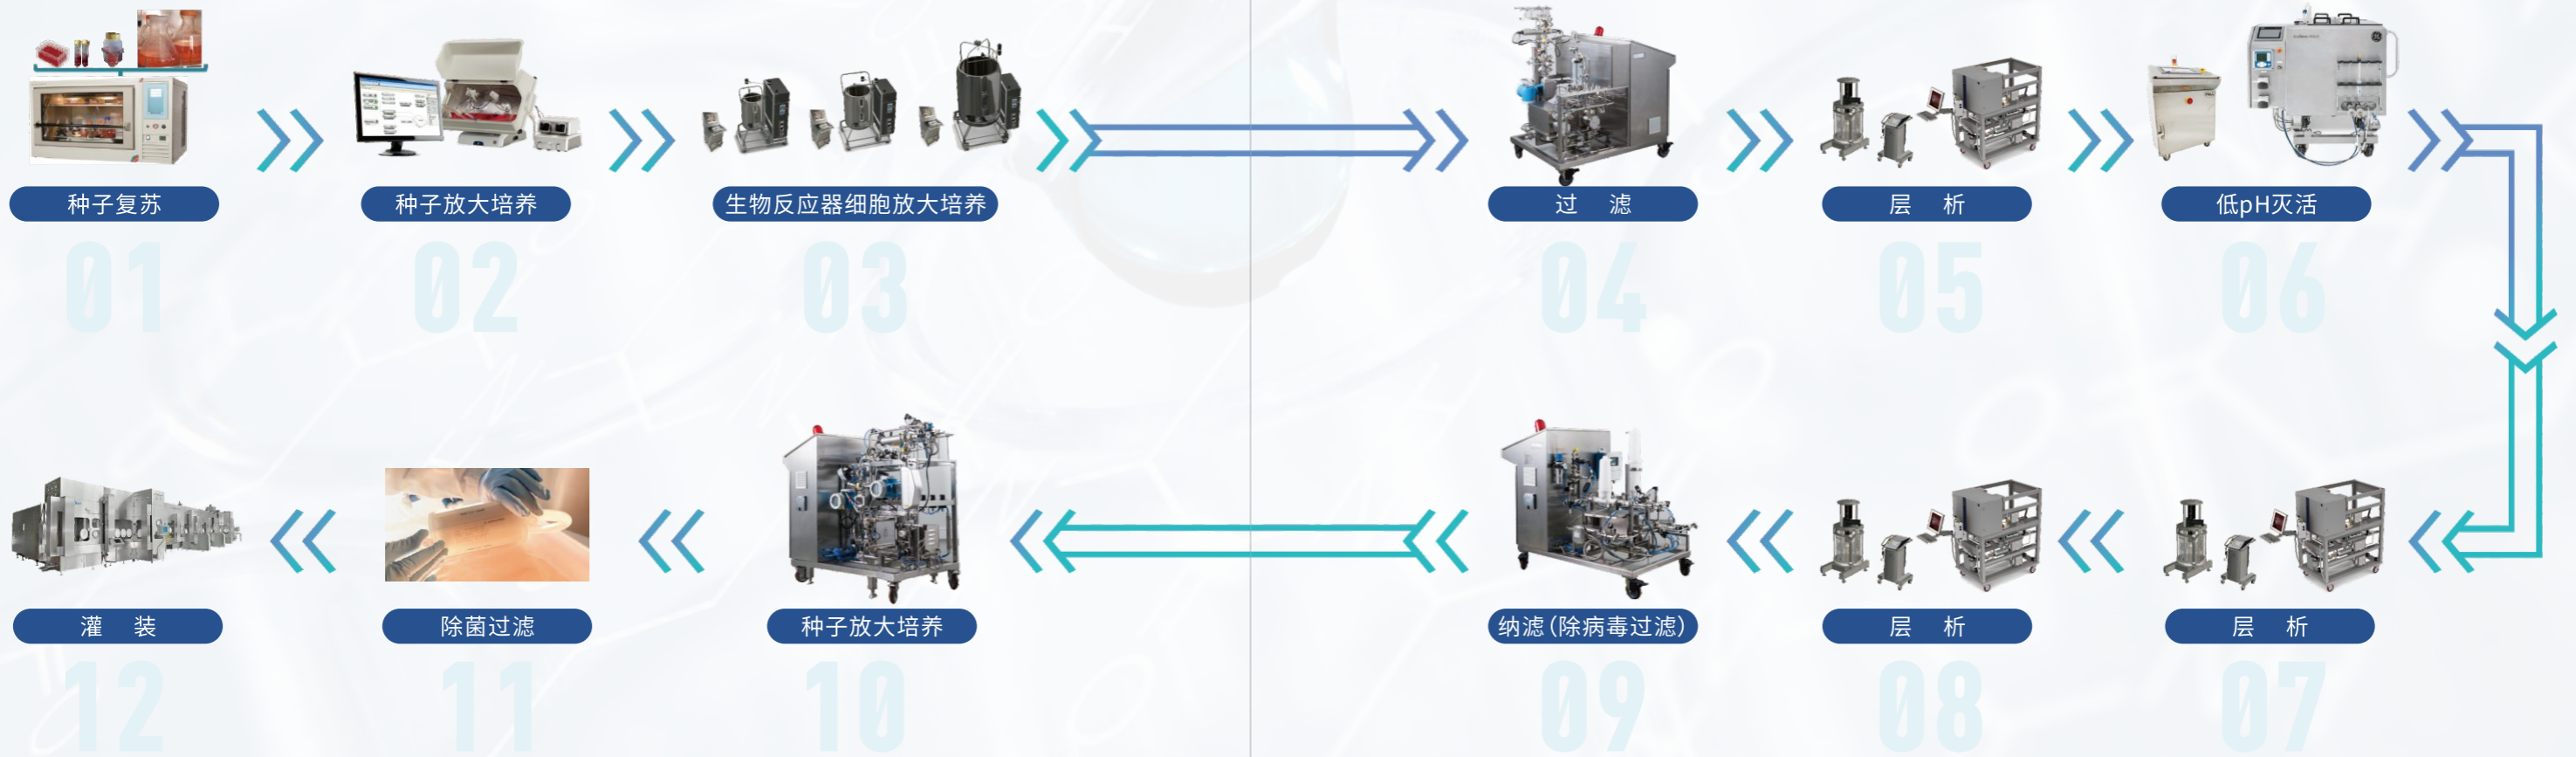 种子复苏
种子放大培养
生物反应器细胞放大培养
过 滤
层 析
低pH灭活
01
02
03
04
05
06
灌 装
除菌过滤
种子放大培养
纳滤(除病毒过滤)
层 析
层 析
12
11
10
09
08
07